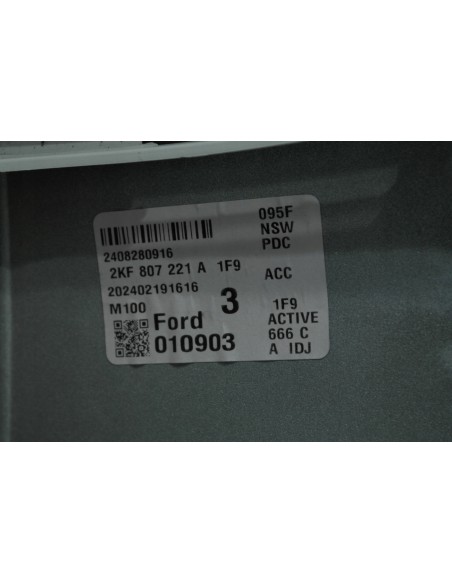 095F
NSW
PDC
2408280916
2KF 807 221 A 1F9
ACC
202402191616
M100
3
1F9
Ford
ACTIVE
010903
666 C
A IDJ